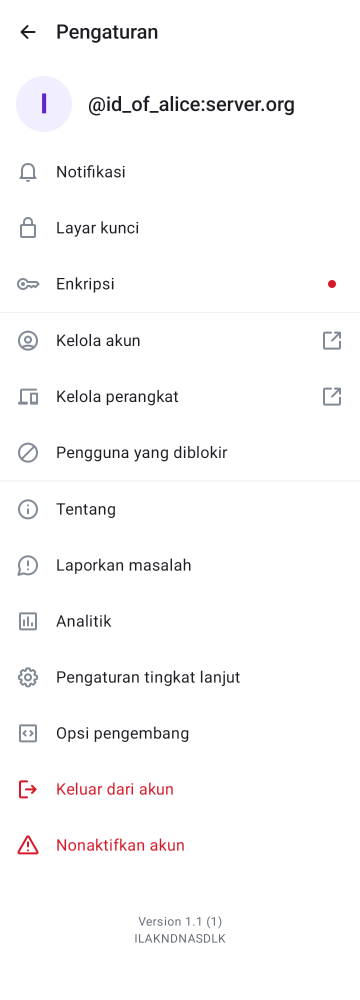 Pengaturan
I
@id_of_alice:server.org
Notifikasi
Layar kunci
Enkripsi
Kelola akun
Kelola perangkat
Pengguna yang diblokir
Tentang
Laporkan masalah
Analitik
Pengaturan tingkat lanjut
Opsi pengembang
Keluar dari akun
Nonaktifkan akun
Version 1.1 (1)
ILAKNDNASDLK